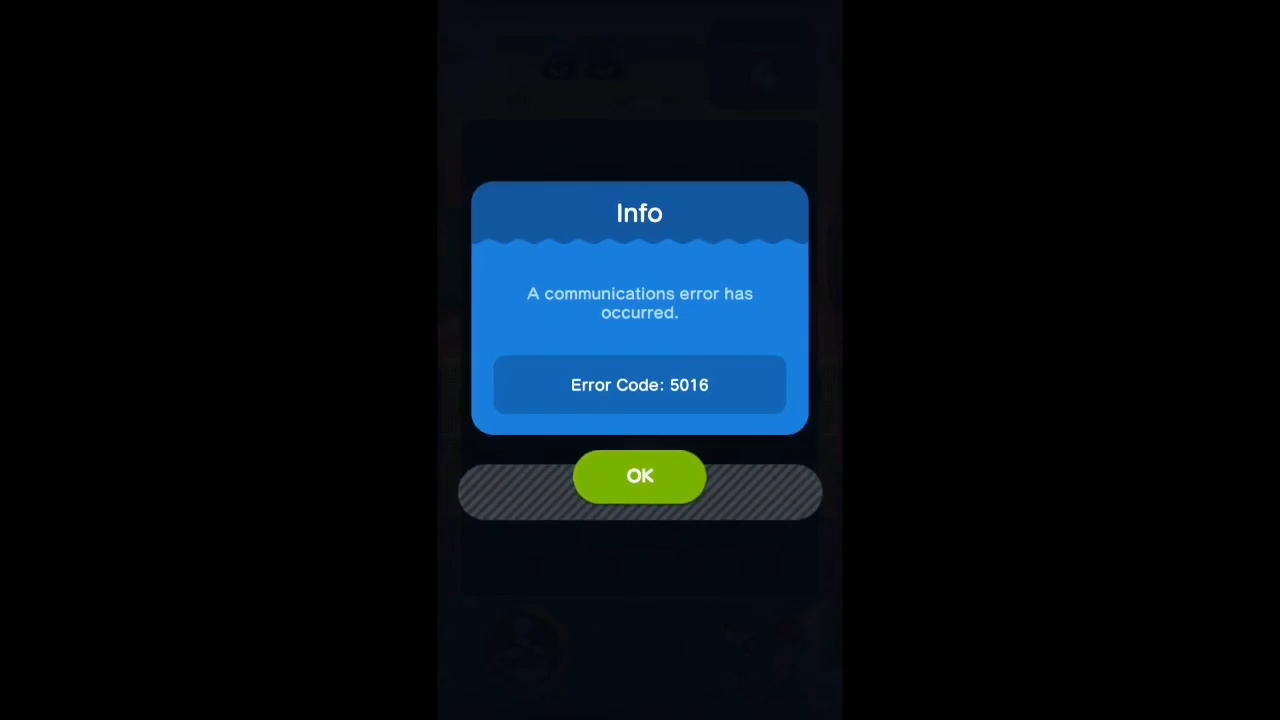 Info
A communications error has
occurred.
Error Code: 5016
OK